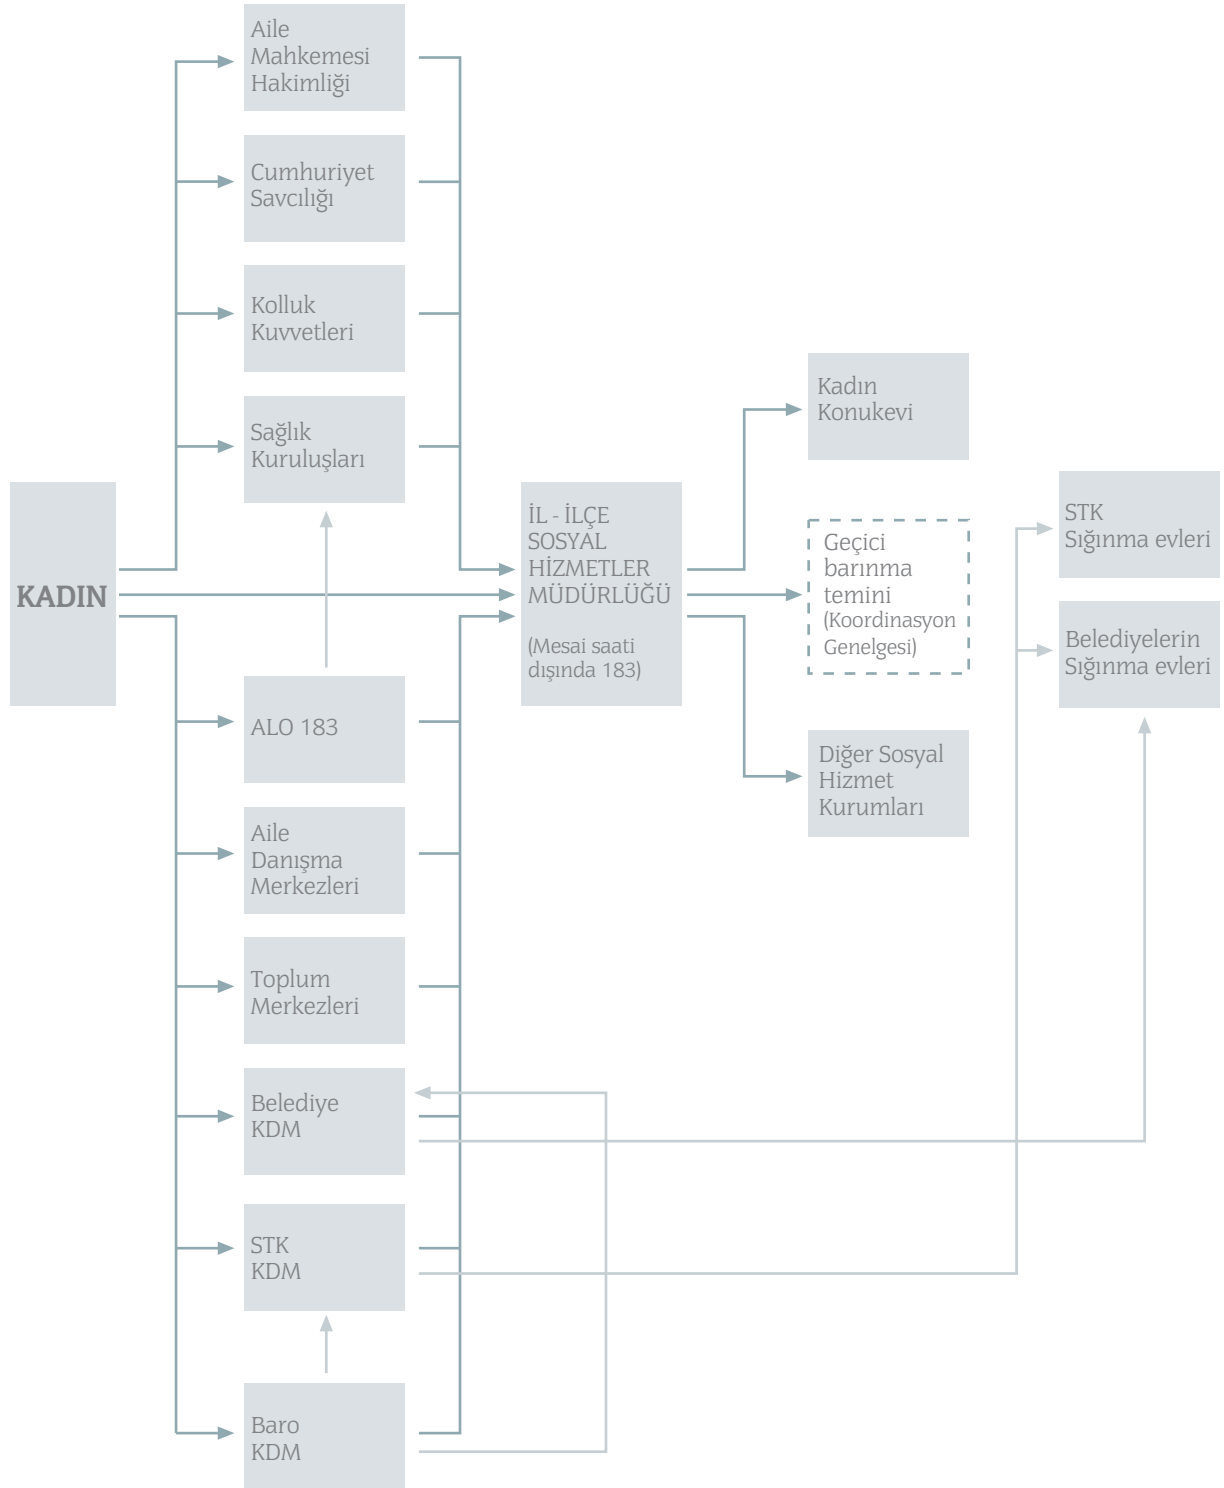 Aile
Mahkemesi
Hakimliği
Cumhuriyet
Savcılığı
Kolluk
Kuvvetleri
Sağlık
Kuruluşları
KADIN
ALO 183
Aile
Danışma
Merkezleri
Toplum
Merkezleri
Belediye
KDM
STK
KDM
Baro
KDM
İL - İLÇE
SOSYAL
HİZMETLER
MÜDÜRLÜĞÜ
(Mesai saati
dışında 183)
Kadın
Konukevi
Geçici
barınma
temini
(Koordinasyon
Genelgesi)
Diğer Sosyal
Hizmet
Kurumları
STK
Sığınma evleri
Belediyelerin
Sığınma evleri